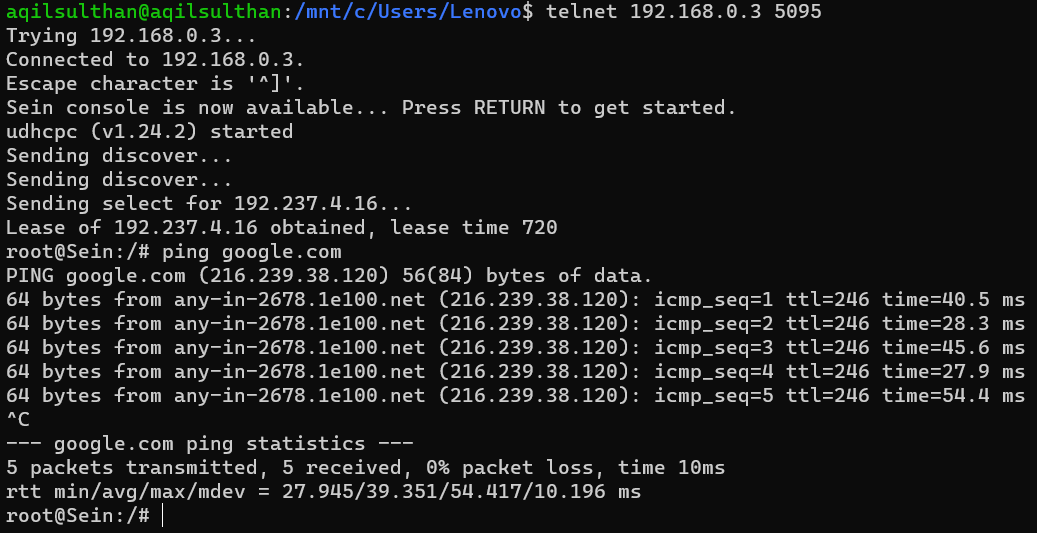 aqilsulthan@aqilsulthan:/mnt/c/Users/Lenovo$ telnet 192.168.0.3 5095
Trying 192.168.0.3...
Connected to 192.168.0.3.
Escape character is '^]'.
Sein console is now available... Press RETURN to get started.
udhcpc (v1.24.2) started
Sending discover...
Sending discover...
Sending select for 192.237.4.16...
Lease of 192.237.4.16 obtained, lease time 720
root@Sein:/# ping google.com
PING google.com (216.239.38.120) 56(84) bytes of data.
64 bytes from any-in-2678.1e100.net (216.239.38.120): icmp_seq=1 ttl=246 time=40.5 ms
64 bytes from any-in-2678.1e100.net (216.239.38.120): icmp_seq=2 ttl=246 time=28.3 ms
64 bytes from any-in-2678.1e100.net (216.239.38.120): icmp_seq=3 ttl=246 time=45.6 ms
64 bytes from any-in-2678.1e100.net (216.239.38.120): icmp_seq=4 ttl=246 time=27.9 ms
64 bytes from any-in-2678.1e100.net (216.239.38.120): icmp_seq=5 ttl=246 time=54.4 ms
^C
--- google.com ping statistics ---
5 packets transmitted, 5 received, 0% packet loss, time 10ms
rtt min/avg/max/mdev = 27.945/39.351/54.417/10.196 ms
root@Sein:/#